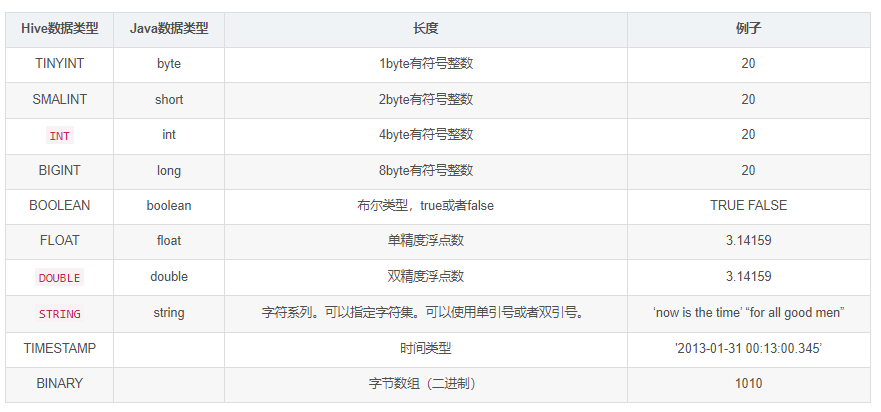 Hive数据类型 Java数据类型 长度 例子
TINYINT byte 1byte有符号整数 20
SMALINT short 2byte有符号整数 20
INT int 4byte有符号整数 20
BIGINT long 8byte有符号整数 20
BOOLEAN boolean 布尔类型，true或者false TRUE FALSE
FLOAT float 单精度浮点数 3.14159
DOUBLE double 双精度浮点数 3.14159
STRING string 字符系列。可以指定字符集。可以使用单引号或者双引号。 ‘now is the time’ “for all good men”
TIMESTAMP 时间类型 '2013-01-31 00:13:00.345’
BINARY 字节数组（二进制） 1010